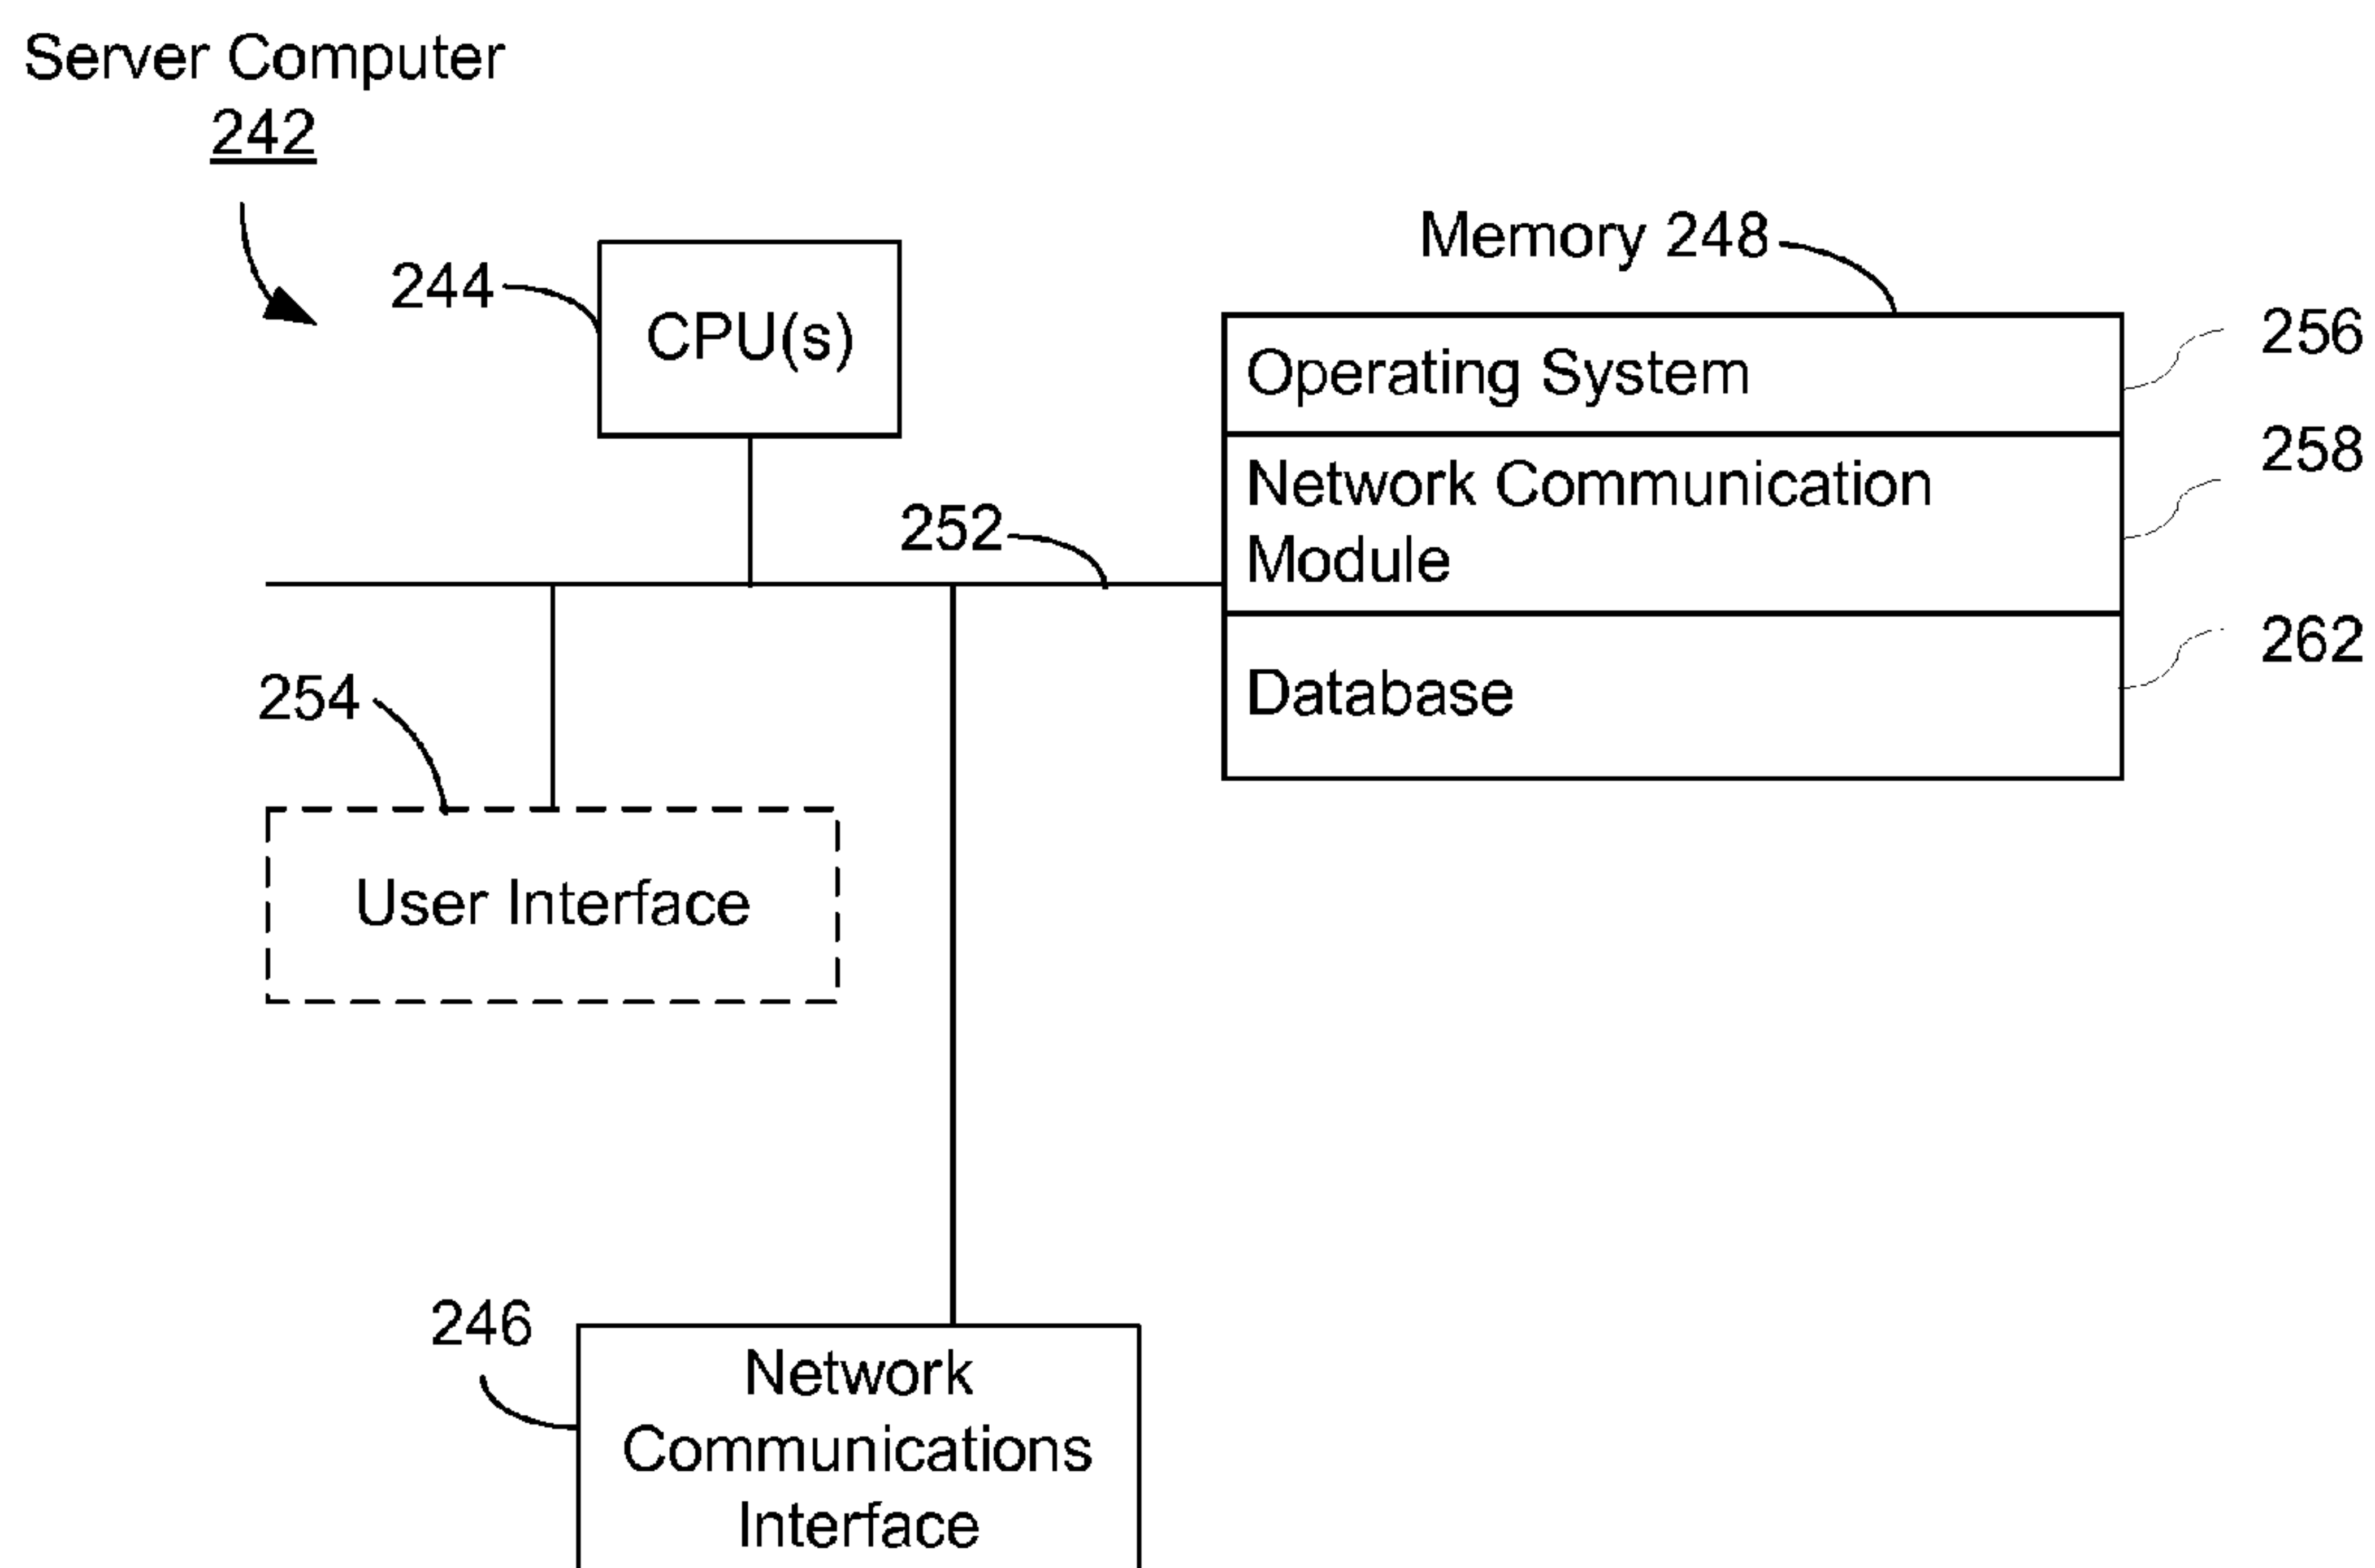 Server Computer
242
244
CPU(s)
Memory 248
256
Operating System
258
Network Communication
Module
252
262
Database
254
User Interface
246
Network
Communications
Interface